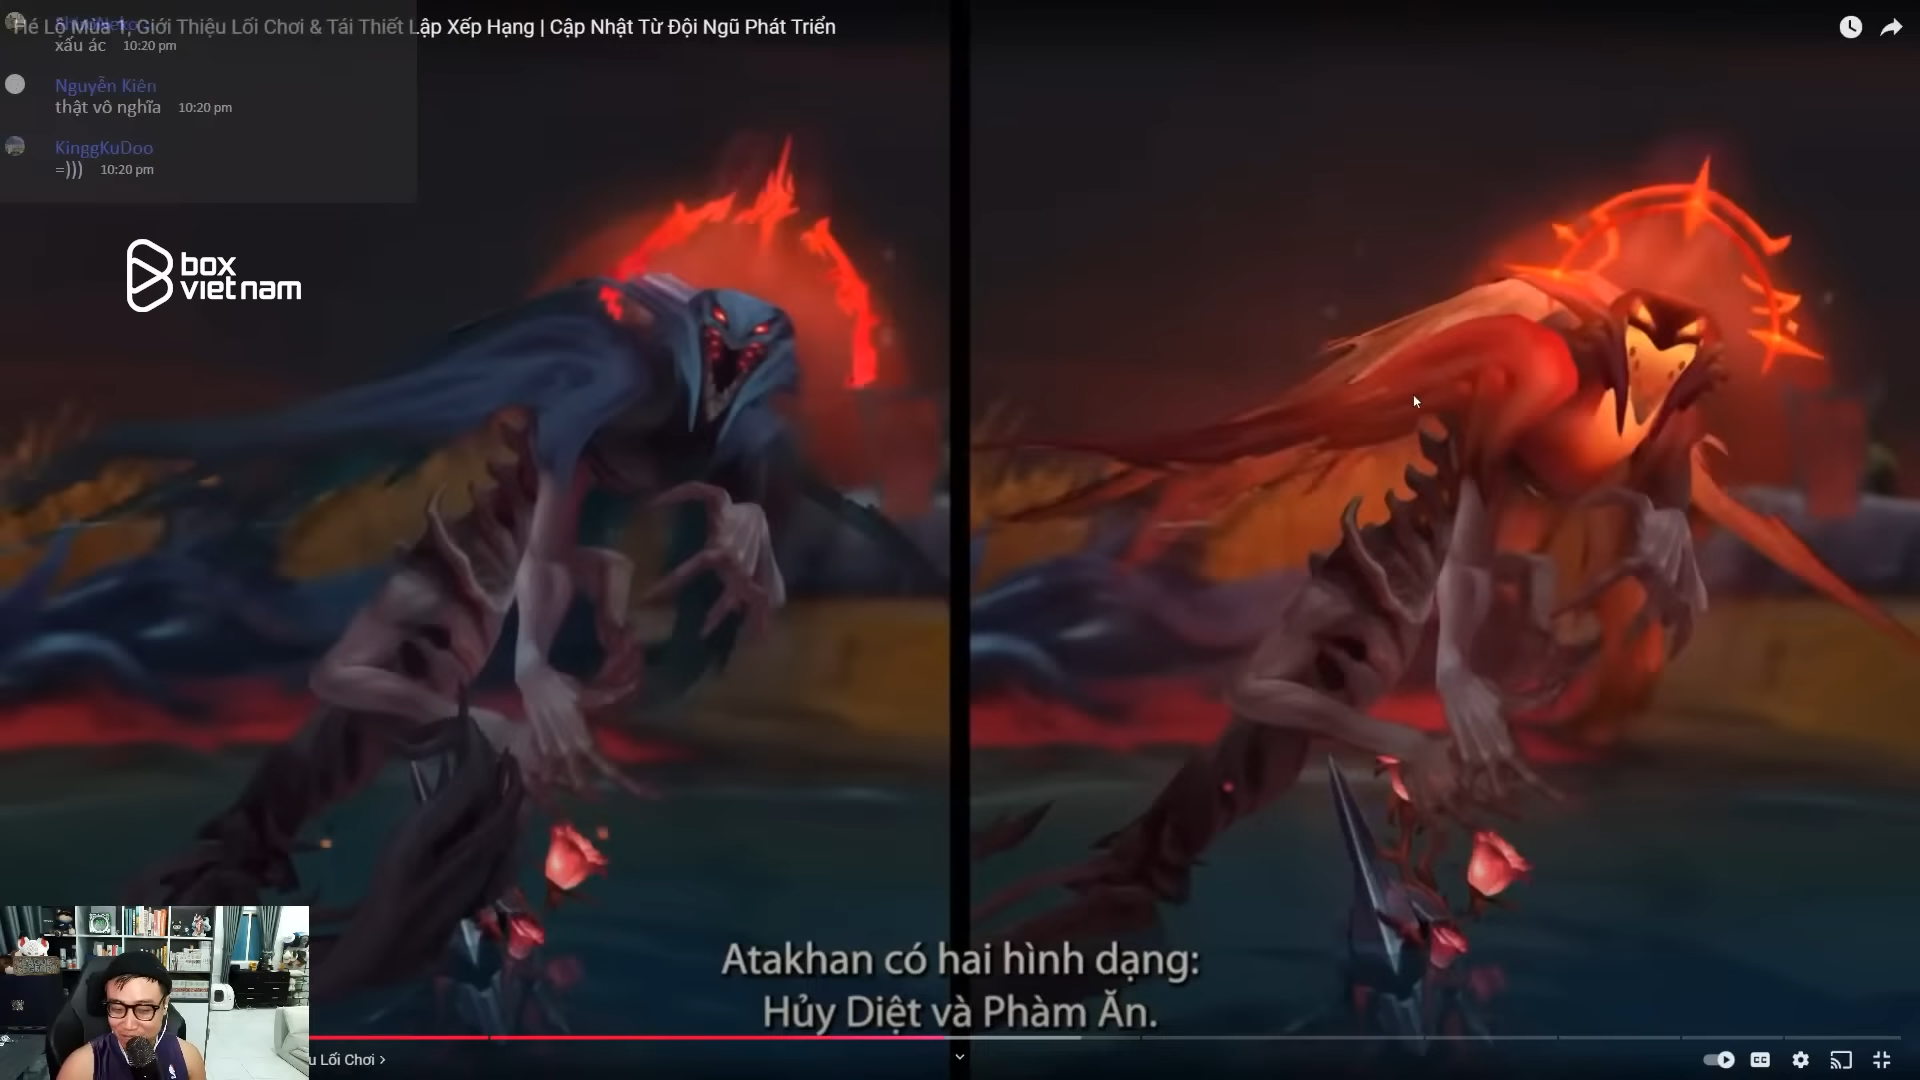 Hé Lộ Mùa 1, Giới Thiệu Lối Chơi & Tái Thiết Lập Xếp Hạng | Cập Nhật Từ Đội Ngũ Phát Triển
xấu ác 10:20 pm
Nguyễn Kiên
thật vô nghĩa 10:20 pm
KinggKuDoo
=))) 10:20 pm
box
vietnam
Atakhan có hai hình dạng:
Hủy Diệt và Phàm Ăn.
u Lối Chơi >
CC